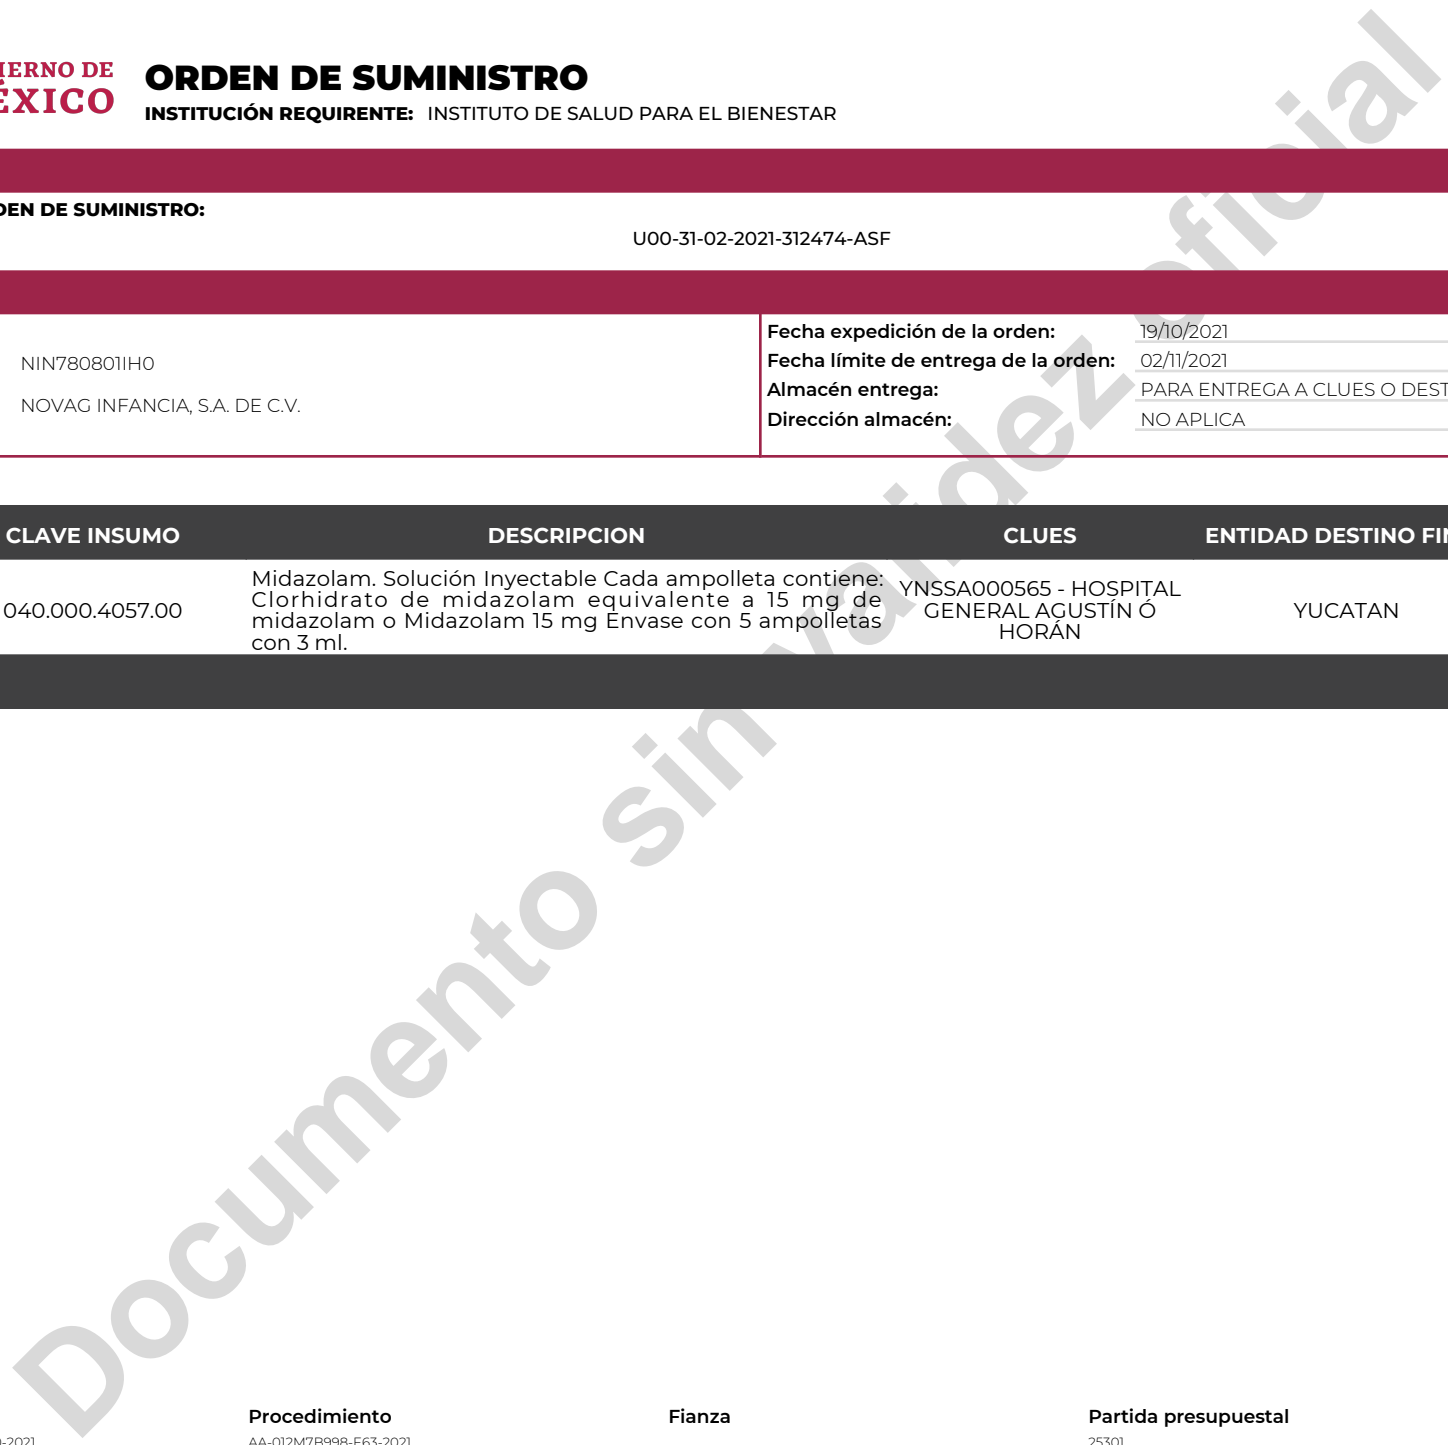 IERNO DE
ÉXICO
ORDEN DE SUMINISTRO
INSTITUCIÓN REQUIRENTE: INSTITUTO DE SALUD PARA EL BIENESTAR
DEN DE SUMINISTRO:
U00-31-02-2021-312474-ASF
NIN780801IH0
NOVAG INFANCIA, S.A. DE C.V.
Fecha expedición de la orden: 19/10/2021
Fecha límite de entrega de la orden: 02/11/2021
Almacén entrega: PARA ENTREGA A CLUES O DEST
Dirección almacén: NO APLICA
CLAVE INSUMO DESCRIPCION CLUES ENTIDAD DESTINO FIN
040.000.4057.00
Midazolam. Solución Inyectable Cada ampolleta contiene:
Clorhidrato de midazolam equivalente a 15 mg de
midazolam o Midazolam 15 mg Envase con 5 ampolletas
con 3 ml.
YNSSA000565 - HOSPITAL
GENERAL AGUSTÍN Ó
HORÁN
YUCATAN
Documento sin validez oficial
Procedimiento Fianza Partida presupuestal
-2021 AA-012M7B998-E63-2021 25301